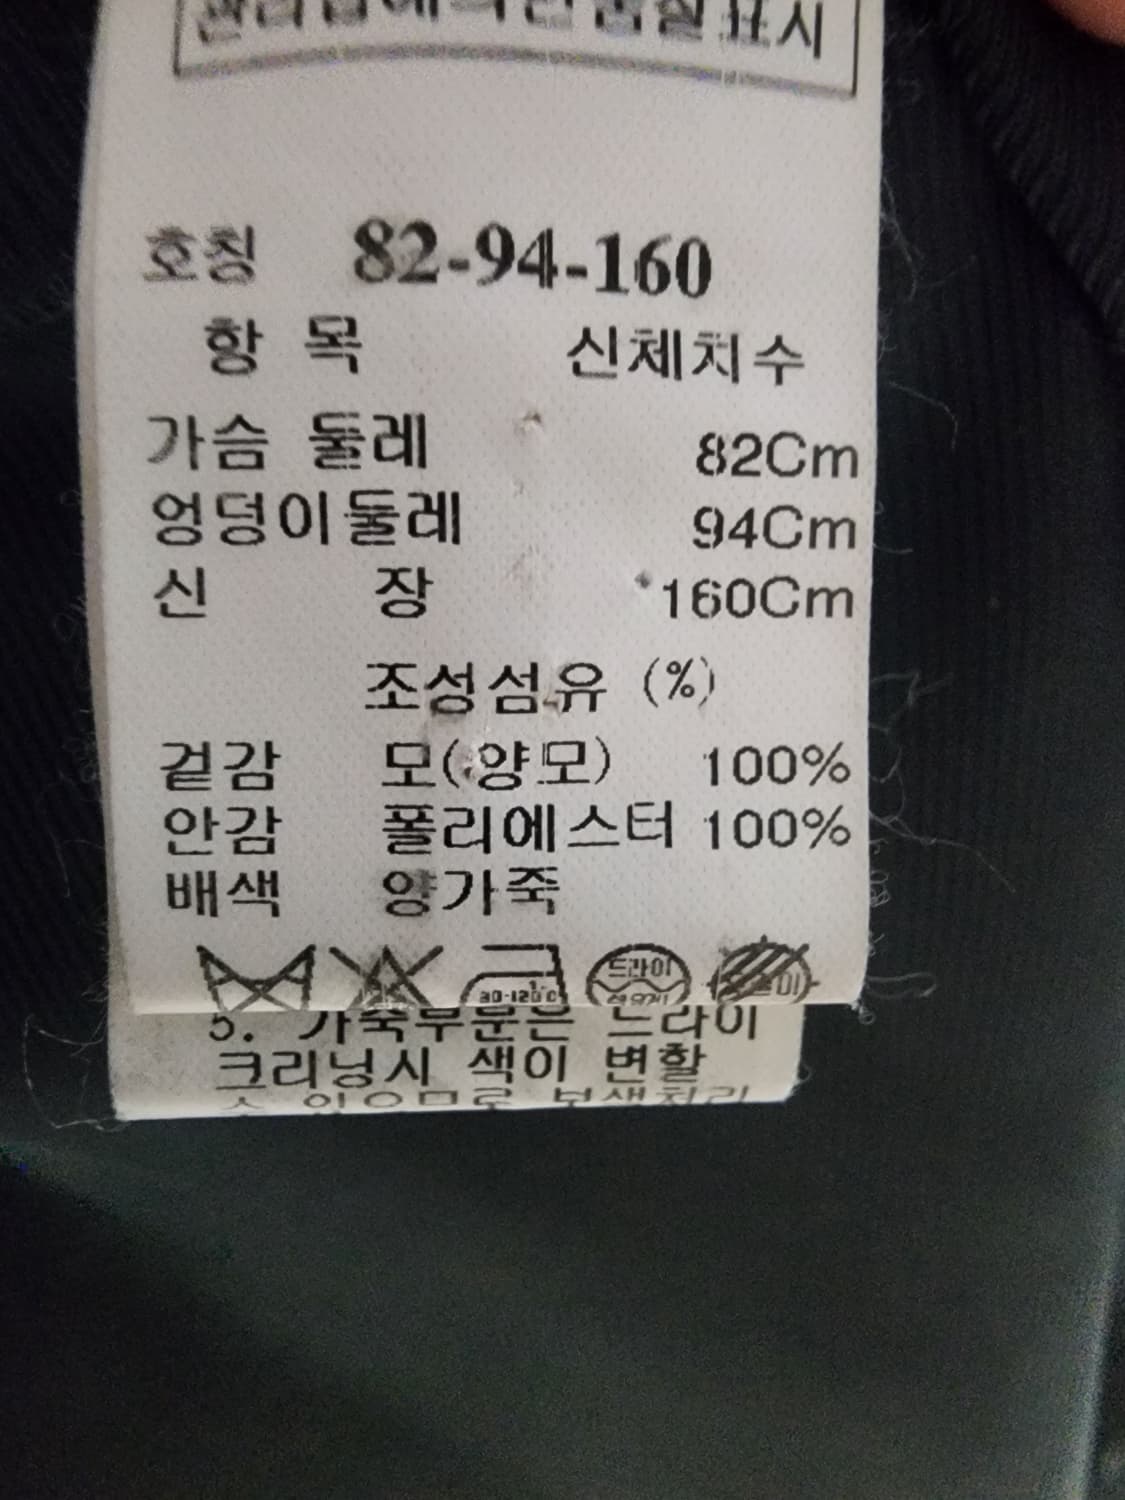 표시
호칭 82-94-160
항 목 신체치수
가슴 둘레 82Cm
엉덩이둘레 94Cm
신 장 160Cm
조성섬유 (%)
겉감 모(양모) 100%
안감 폴리에스터 100%
배색 양가죽
드라이
5. 가죽부분은 드라이
크리닝시 색이 변할